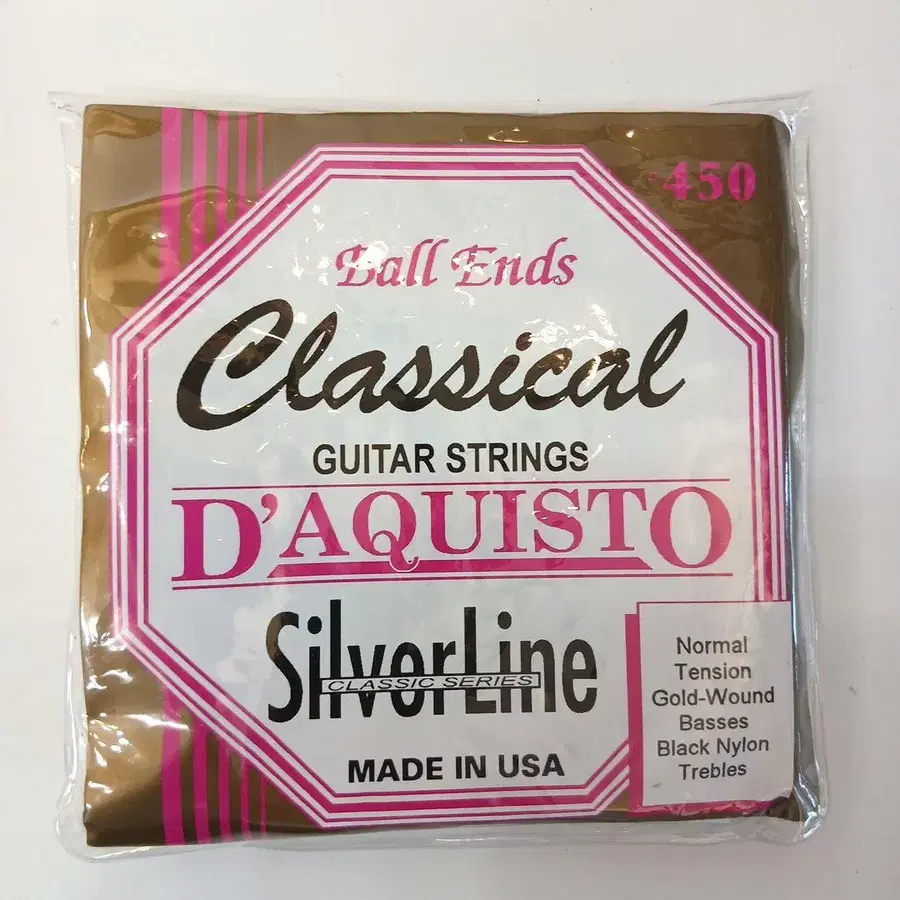 #450
Ball Ends
Classical
GUITAR STRINGS
D'AQUISTO
SilverLine
CLASSIC SERIES
MADE IN USA
Normal
Tension
Gold-Wound
Basses
Black Nylon
Trebles